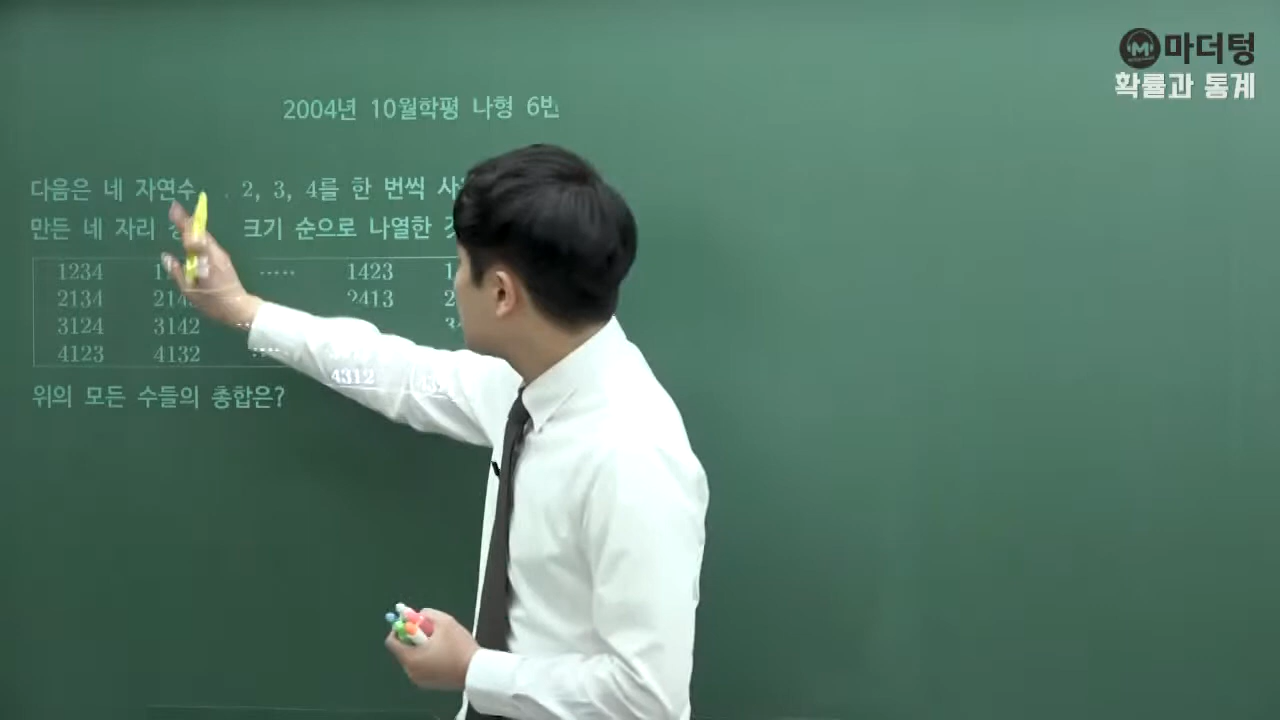 마더텅
확률과 통계
2004년 10월학평 나형 6번
다음은 네 자연수 2, 3, 4를 한 번씩
만든 네 자리 크기 순으로 나열한
1234 ····· 1423
2134 2413
3124 3142
4123 4132 ····· 4312
위의 모든 수들의 총합은?